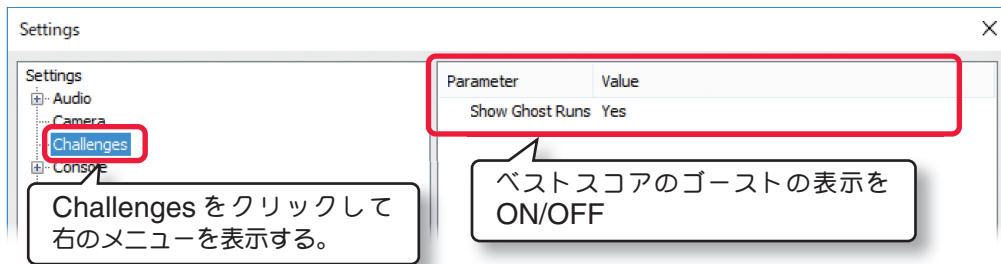 Settings
Settings
Audio
Camera
Challenges
Console
Parameter Value
Show Ghost Runs Yes
Challenges をクリックして
右のメニューを表示する。
ベストスコアのゴーストの表示を
ON/OFF